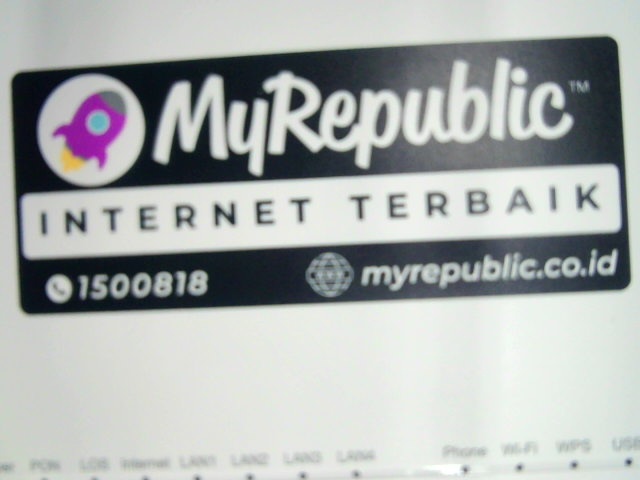 MyRepublic™
INTERNET TERBAIK
1500818 myrepublic.co.id
PON LOS Internet LAN1 LAN2 LAN3 LAN4 Phone Wi-Fi WPS USB